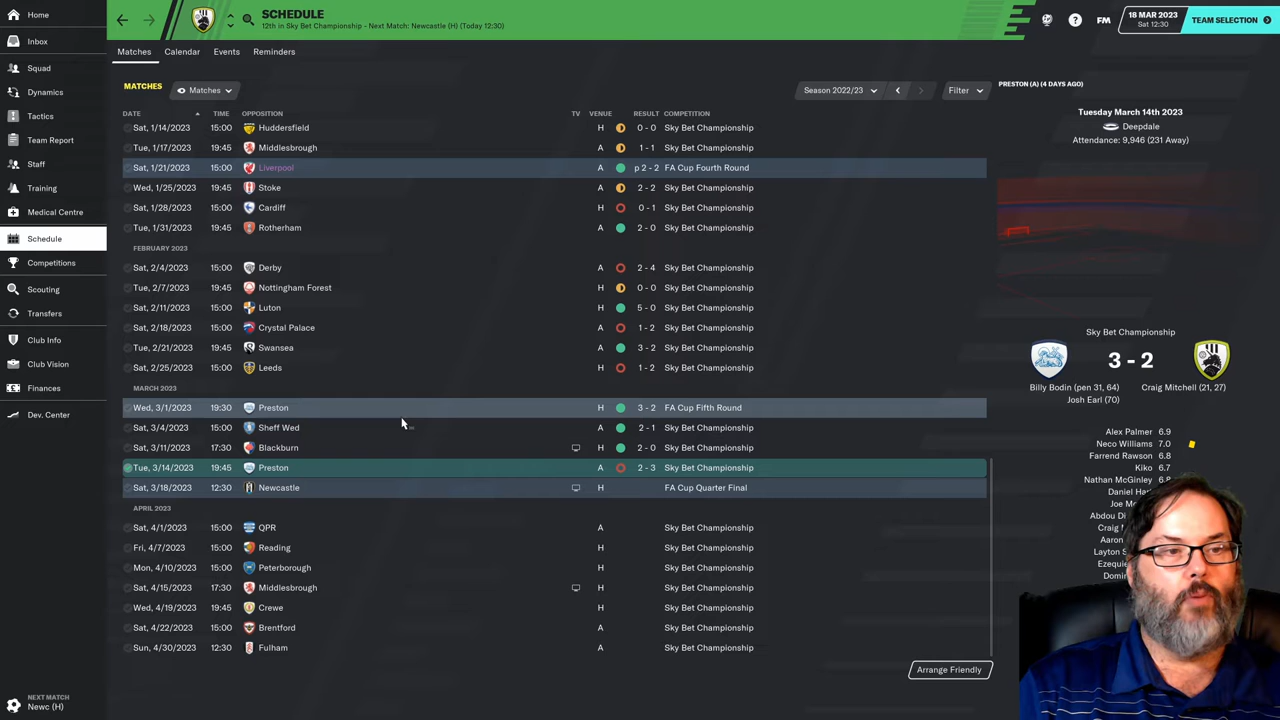 Home
Inbox
Squad
Dynamics
Tactics
Team Report
Staff
Training
Medical Centre
Schedule
Competitions
Scouting
Transfers
Club Info
Club Vision
Finances
Dev. Center
NEXT MATCH
Newc (H)
SCHEDULE
12th in Sky Bet Championship - Next Match: Newcastle (H) (Today 12:30)
FM
18 MAR 2023
Sat 12:30
TEAM SELECTION
Matches Calendar Events Reminders
MATCHES Matches Season 2022/23 Filter
DATE TIME OPPOSITION TV VENUE RESULT COMPETITION
Sat, 1/14/2023 15:00 Huddersfield H 0 - 0 Sky Bet Championship
Tue, 1/17/2023 19:45 Middlesbrough A 1 - 1 Sky Bet Championship
Sat, 1/21/2023 15:00 Liverpool A p 2 - 2 FA Cup Fourth Round
Wed, 1/25/2023 19:45 Stoke A 2 - 2 Sky Bet Championship
Sat, 1/28/2023 15:00 Cardiff H 0 - 1 Sky Bet Championship
Tue, 1/31/2023 19:45 Rotherham A 2 - 0 Sky Bet Championship
FEBRUARY 2023
Sat, 2/4/2023 15:00 Derby A 2 - 4 Sky Bet Championship
Tue, 2/7/2023 19:45 Nottingham Forest H 0 - 0 Sky Bet Championship
Sat, 2/11/2023 15:00 Luton H 5 - 0 Sky Bet Championship
Sat, 2/18/2023 15:00 Crystal Palace A 1 - 2 Sky Bet Championship
Tue, 2/21/2023 19:45 Swansea A 3 - 2 Sky Bet Championship
Sat, 2/25/2023 15:00 Leeds H 1 - 2 Sky Bet Championship
MARCH 2023
Wed, 3/1/2023 19:30 Preston H 3 - 2 FA Cup Fifth Round
Sat, 3/4/2023 15:00 Sheff Wed A 2 - 1 Sky Bet Championship
Sat, 3/11/2023 17:30 Blackburn H 2 - 0 Sky Bet Championship
Tue, 3/14/2023 19:45 Preston A 2 - 3 Sky Bet Championship
Sat, 3/18/2023 12:30 Newcastle H FA Cup Quarter Final
APRIL 2023
Sat, 4/1/2023 15:00 QPR A Sky Bet Championship
Fri, 4/7/2023 15:00 Reading H Sky Bet Championship
Mon, 4/10/2023 15:00 Peterborough H Sky Bet Championship
Sat, 4/15/2023 17:30 Middlesbrough H Sky Bet Championship
Wed, 4/19/2023 19:45 Crewe H Sky Bet Championship
Sat, 4/22/2023 15:00 Brentford A Sky Bet Championship
Sun, 4/30/2023 12:30 Fulham A Sky Bet Championship
Arrange Friendly
PRESTON (A) (4 DAYS AGO)
Tuesday March 14th 2023
Deepdale
Attendance: 9,946 (231 Away)
Sky Bet Championship
3 - 2
Billy Bodin (pen 31, 64) Craig Mitchell (21, 27)
Josh Earl (70)
Alex Palmer 6.9
Neco Williams 7.0
Farrend Rawson 6.8
Kiko 6.7
Nathan McGinley
Daniel
Joe
Abdou
Craig
Aaron
Layton